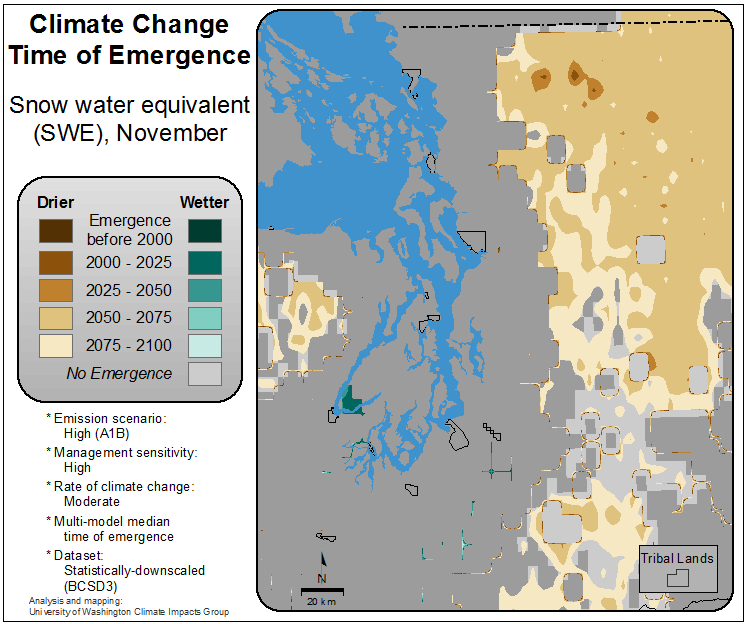 Climate Change
Time of Emergence
Snow water equivalent
(SWE), November
Drier
Wetter
Emergence
before 2000
2000 - 2025
2025 - 2050
2050 - 2075
2075 - 2100
No Emergence
* Emission scenario:
High (A1B)
* Management sensitivity:
High
* Rate of climate change:
Moderate
* Multi-model median
time of emergence
* Dataset:
Statistically-downscaled
(BCSD3)
Analysis and mapping:
University of Washington Climate Impacts Group
N
20 km
Tribal Lands